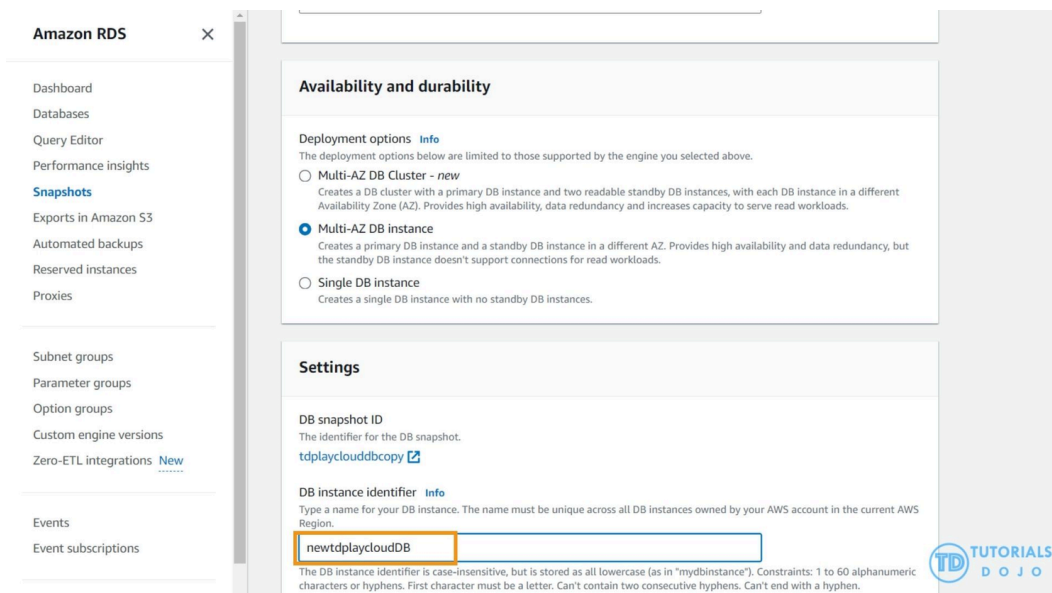 Amazon RDS
Dashboard
Databases
Query Editor
Performance insights
Snapshots
Exports in Amazon S3
Automated backups
Reserved instances
Proxies
Subnet groups
Parameter groups
Option groups
Custom engine versions
Zero-ETL integrations New
Events
Event subscriptions
Availability and durability
Deployment options Info
The deployment options below are limited to those supported by the engine you selected above.
Multi-AZ DB Cluster - new
Creates a DB cluster with a primary DB instance and two readable standby DB instances, with each DB instance in a different
Availability Zone (AZ). Provides high availability, data redundancy and increases capacity to serve read workloads.
Multi-AZ DB instance
Creates a primary DB instance and a standby DB instance in a different AZ. Provides high availability and data redundancy, but
the standby DB instance doesn't support connections for read workloads.
Single DB instance
Creates a single DB instance with no standby DB instances.
Settings
DB snapshot ID
The identifier for the DB snapshot.
tdplayclouddbcopy
DB instance identifier Info
Type a name for your DB instance. The name must be unique across all DB instances owned by your AWS account in the current AWS
Region.
newtdplaycloudDB
The DB instance identifier is case-insensitive, but is stored as all lowercase (as in "mydbinstance"). Constraints: 1 to 60 alphanumeric
characters or hyphens. First character must be a letter. Can't contain two consecutive hyphens. Can't end with a hyphen.
TD TUTORIALS
DOJO